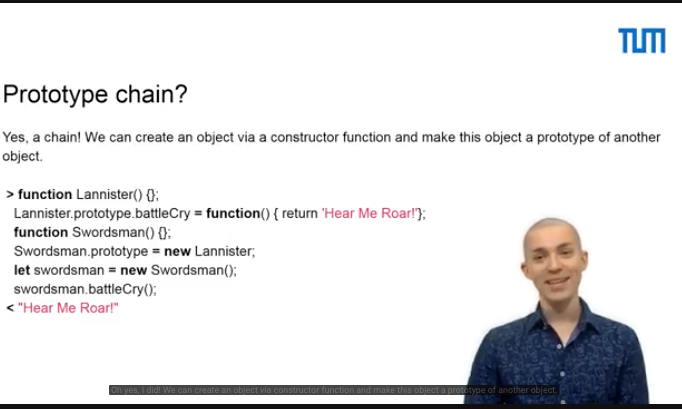 TUM
Prototype chain?
Yes, a chain! We can create an object via a constructor function and make this object a prototype of another
object.
> function Lannister() {};
Lannister.prototype.battleCry = function() { return 'Hear Me Roar!'};
function Swordsman() {};
Swordsman.prototype = new Lannister;
let swordsman = new Swordsman();
swordsman.battleCry();
< "Hear Me Roar!"
Oh yes, I did! We can create an object via constructor function and make this object a prototype of another object.